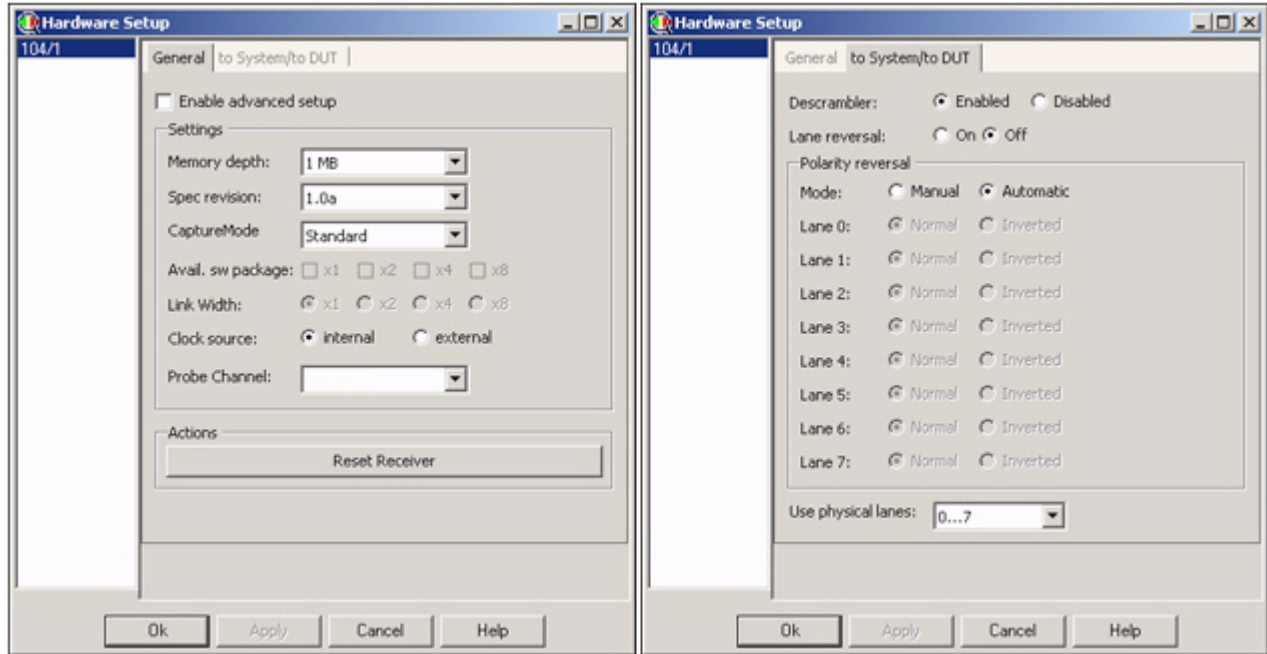 Hardware Setup
104/1
General to System/to DUT
Enable advanced setup
Settings
Memory depth: 1 MB
Spec revision: 1.0a
CaptureMode Standard
Avail. sw package: x1 x2 x4 x8
Link Width: x1 x2 x4 x8
Clock source: internal external
Probe Channel:
Actions
Reset Receiver
Ok Apply Cancel Help
Hardware Setup
104/1
General to System/to DUT
Descrambler: Enabled Disabled
Lane reversal: On Off
Polarity reversal
Mode: Manual Automatic
Lane 0: Normal Inverted
Lane 1: Normal Inverted
Lane 2: Normal Inverted
Lane 3: Normal Inverted
Lane 4: Normal Inverted
Lane 5: Normal Inverted
Lane 6: Normal Inverted
Lane 7: Normal Inverted
Use physical lanes: 0...7
Ok Apply Cancel Help